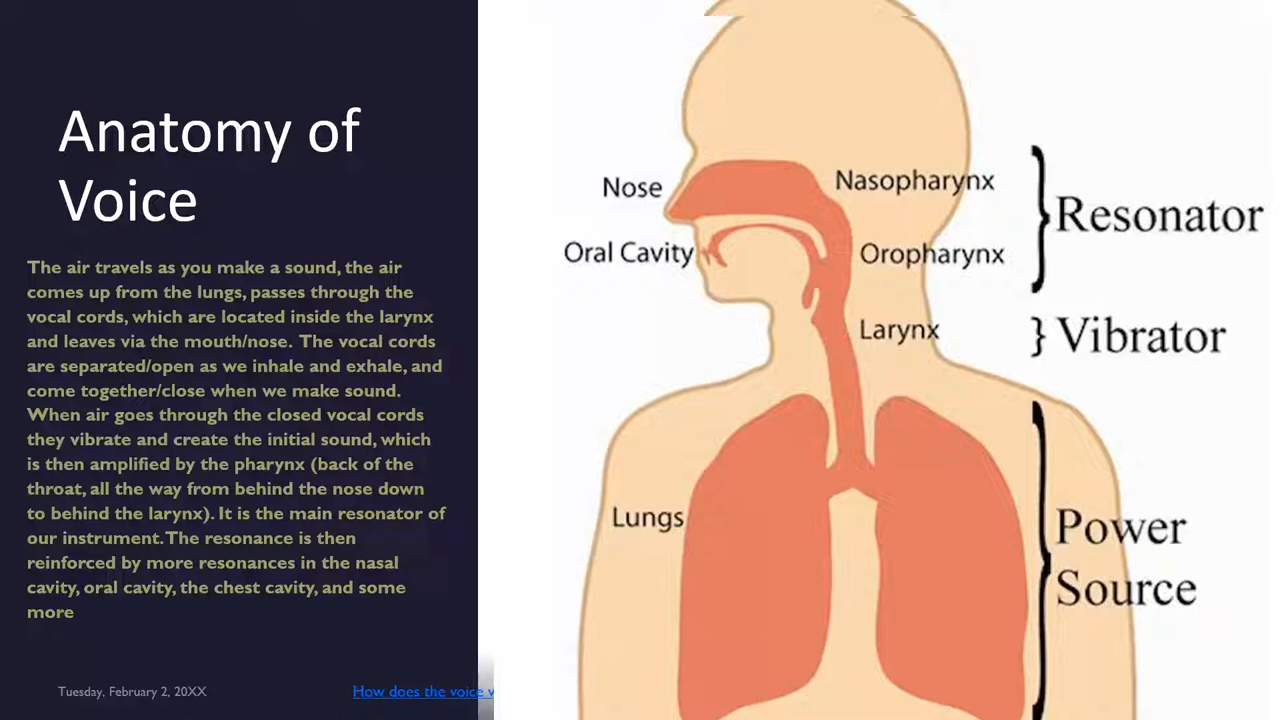 Anatomy of
Voice
The air travels as you make a sound, the air
comes up from the lungs, passes through the
vocal cords, which are located inside the larynx
and leaves via the mouth/nose. The vocal cords
are separated/open as we inhale and exhale, and
come together/close when we make sound.
When air goes through the closed vocal cords
they vibrate and create the initial sound, which
is then amplified by the pharynx (back of the
throat, all the way from behind the nose down
to behind the larynx). It is the main resonator of
our instrument. The resonance is then
reinforced by more resonances in the nasal
cavity, oral cavity, the chest cavity, and some
more
Tuesday, February 2, 20XX
How does the voice
Nose
Nasopharynx
Oral Cavity
Oropharynx
Larynx
Lungs
Resonator
Vibrator
Power
Source